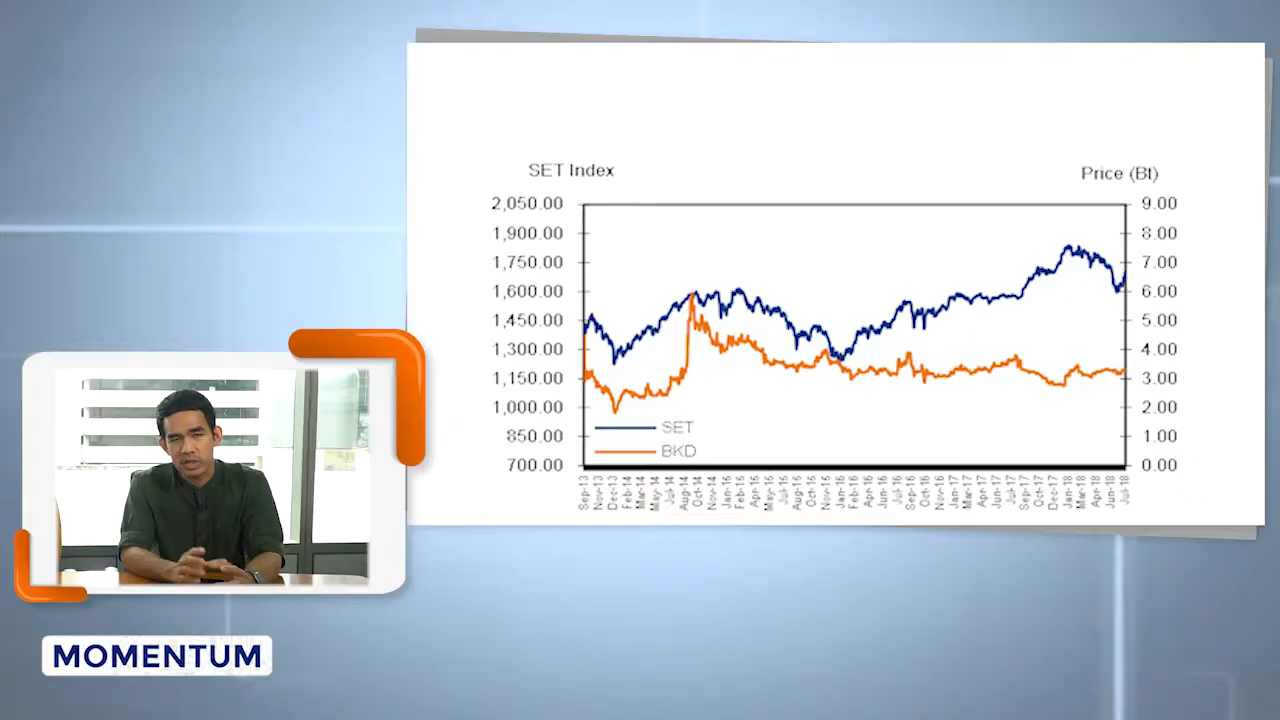 SET Index
Price (Bt)
2,050.00
9.00
1,900.00
8.00
1,750.00
7.00
1,600.00
6.00
1,450.00
5.00
1,300.00
4.00
1,150.00
3.00
1,000.00
2.00
850.00
1.00
700.00
0.00
SET
BKD
Sep-13
Nov-13
Dec-13
Feb-14
Mar-14
May-14
Jul-14
Aug-14
Oct-14
Nov-14
Feb-15
Apr-15
May-15
Jul-15
Aug-15
Oct-15
Nov-15
Jan-16
Feb-16
Apr-16
Jun-16
Jul-16
Sep-16
Oct-16
Nov-16
Jan-17
Mar-17
Apr-17
Jun-17
Jul-17
Sep-17
Oct-17
Dec-17
Jan-18
Mar-18
Apr-18
Jun-18
Jul-18
MOMENTUM